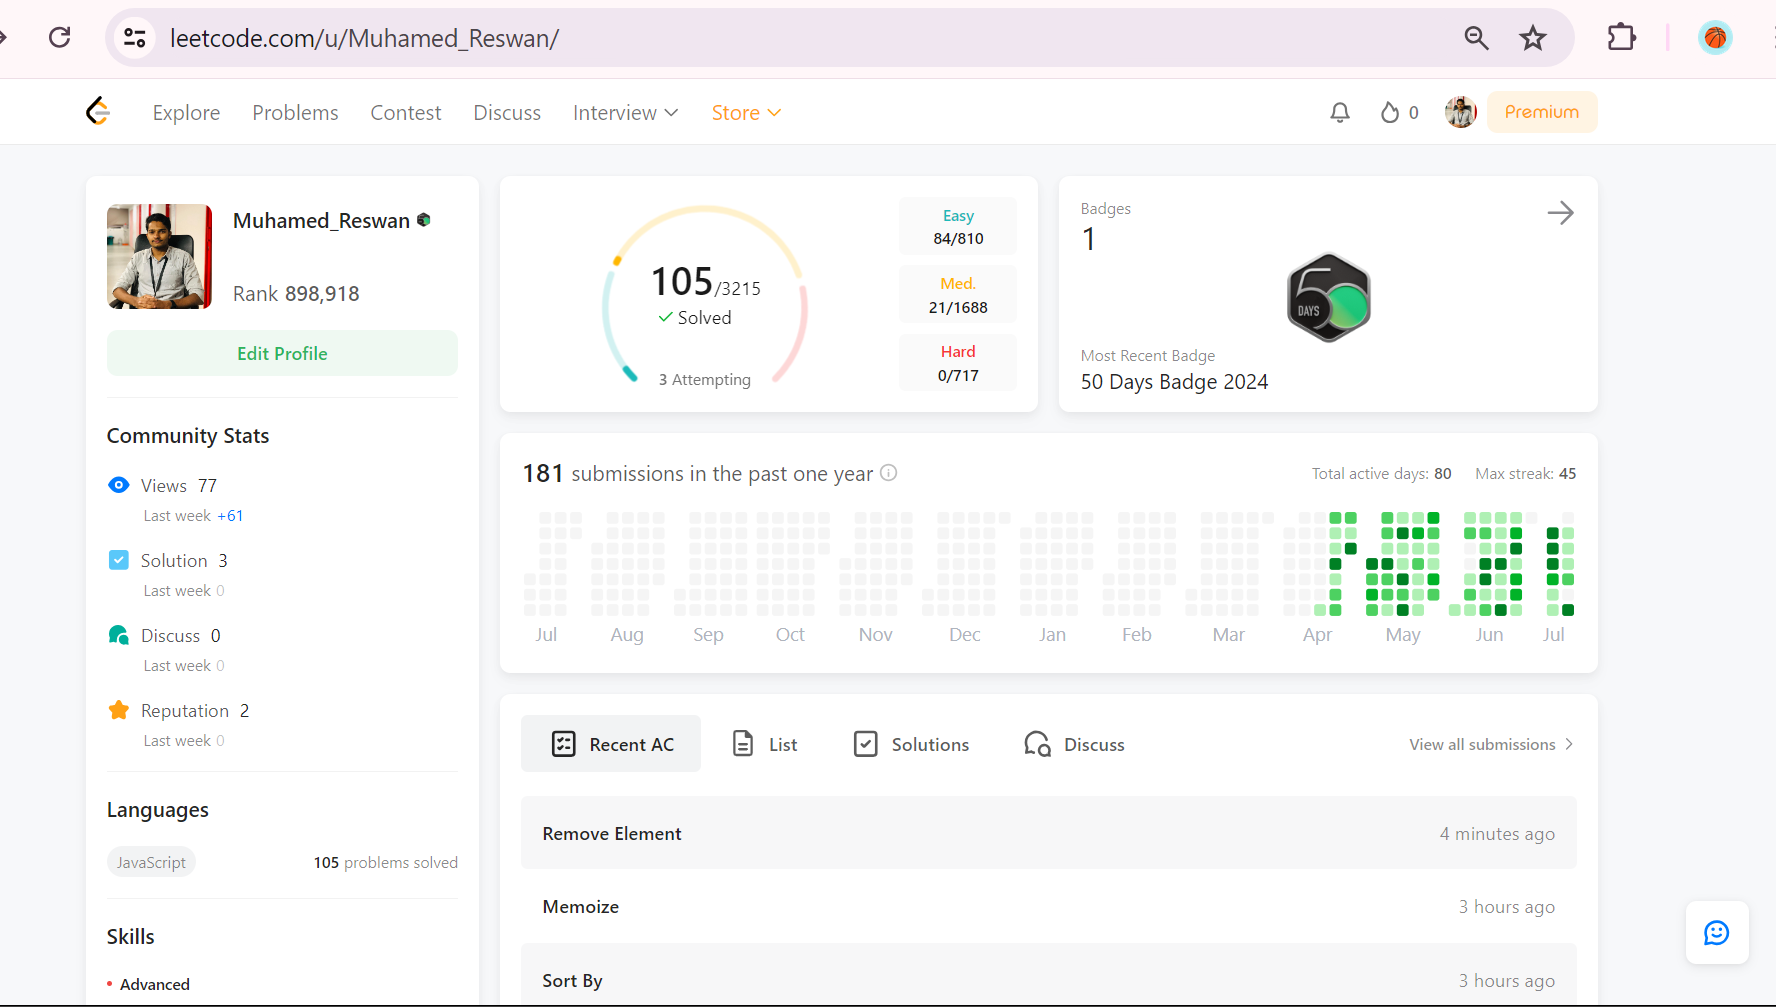 leetcode.com/u/Muhamed_Reswan/
Explore Problems Contest Discuss Interview Store 0 Premium
Muhamed_Reswan
Rank 898,918
Edit Profile
Community Stats
Views 77
Last week +61
Solution 3
Last week 0
Discuss 0
Last week 0
Reputation 2
Last week 0
Languages
JavaScript 105 problems solved
Skills
Advanced
105/3215
Solved
3 Attempting
Easy
84/810
Med.
21/1688
Hard
0/717
Badges
1
50
DAYS
Most Recent Badge
50 Days Badge 2024
181 submissions in the past one year Total active days: 80 Max streak: 45
Jul Aug Sep Oct Nov Dec Jan Feb Mar Apr May Jun Jul
Recent AC List Solutions Discuss View all submissions
Remove Element 4 minutes ago
Memoize 3 hours ago
Sort By 3 hours ago